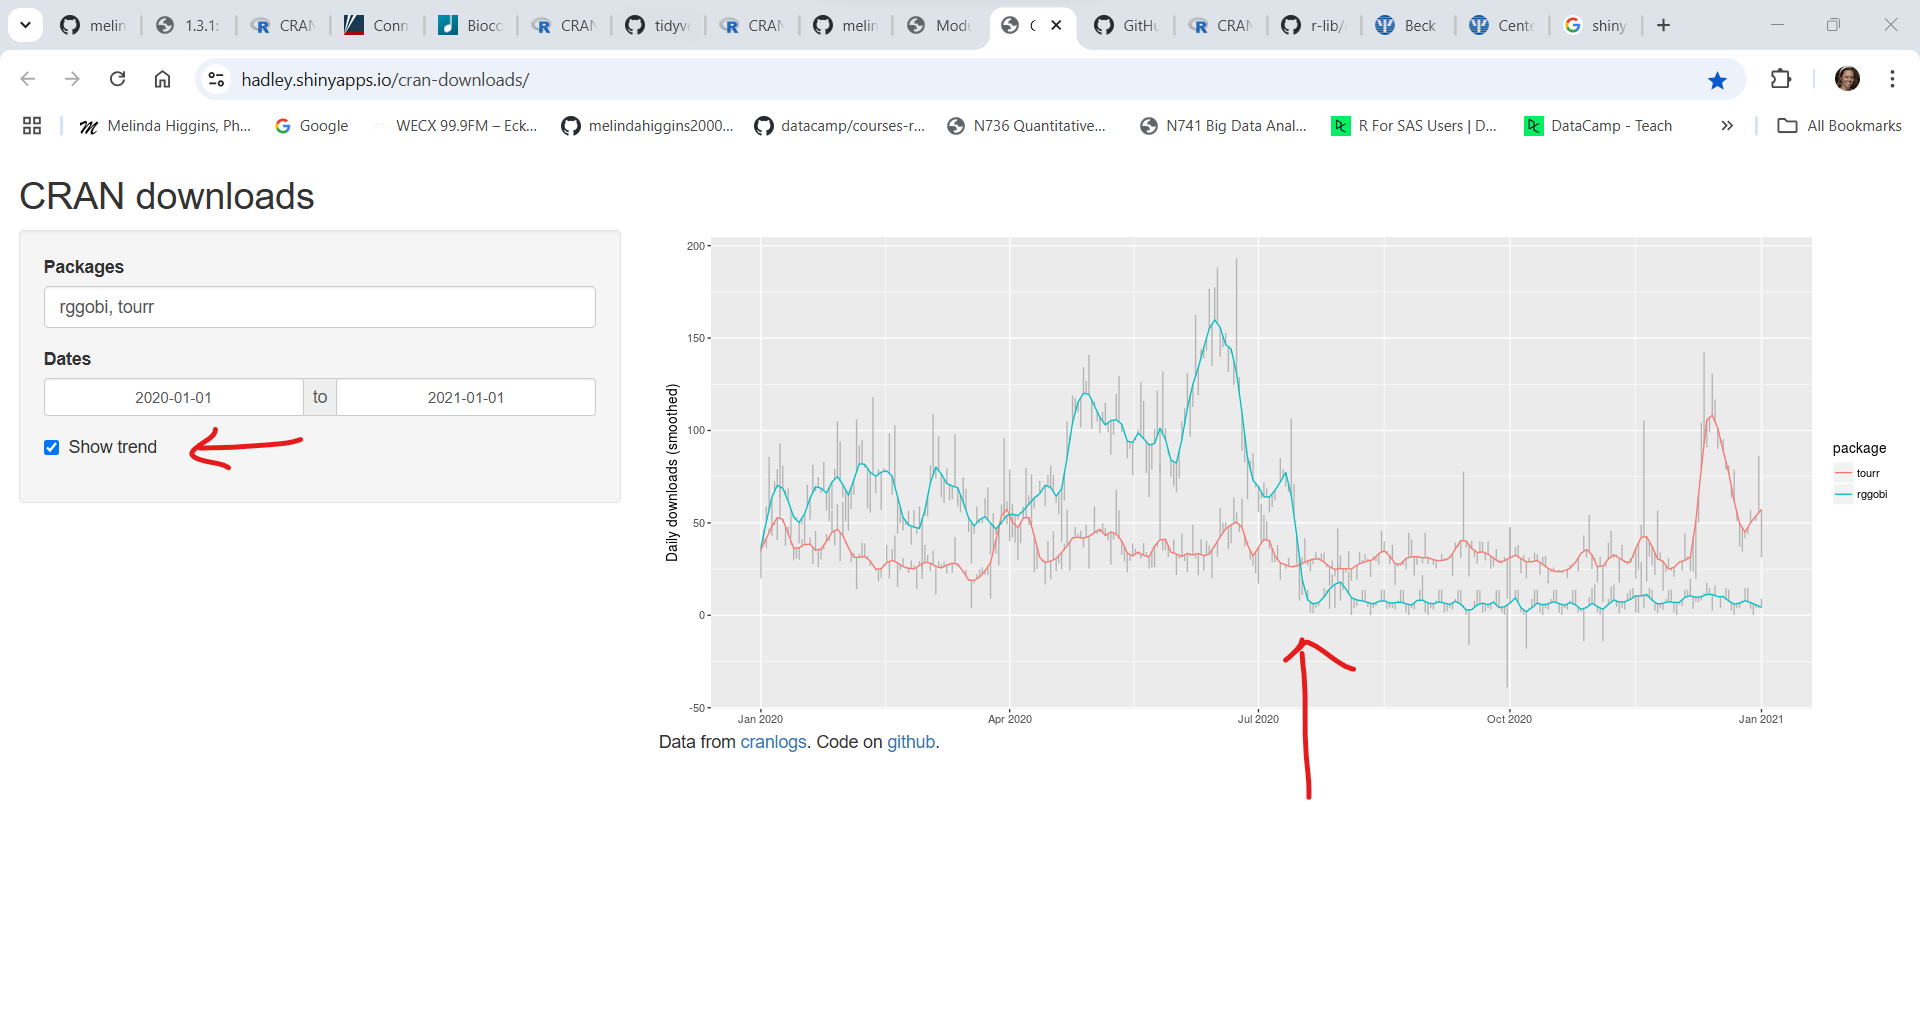 melin
1.3.1:
CRAN
Conn
Bioco
CRAN
tidyve
CRAN
melin
Modu
C
GitHu
CRAN
r-lib/
Beck
Cente
shiny
hadley.shinyapps.io/cran-downloads/
Melinda Higgins, Ph...
Google
WECX 99.9FM – Eck...
melindahiggins2000...
datacamp/courses-r...
N736 Quantitative...
N741 Big Data Anal...
R For SAS Users | D...
DataCamp - Teach
All Bookmarks
CRAN downloads
Packages
rggobi, tourr
Dates
2020-01-01 to 2021-01-01
Show trend
Daily downloads (smoothed)
200
150
100
50
0
-50
Jan 2020
Apr 2020
Jul 2020
Oct 2020
Jan 2021
package
tourr
rggobi
Data from cranlogs. Code on github.